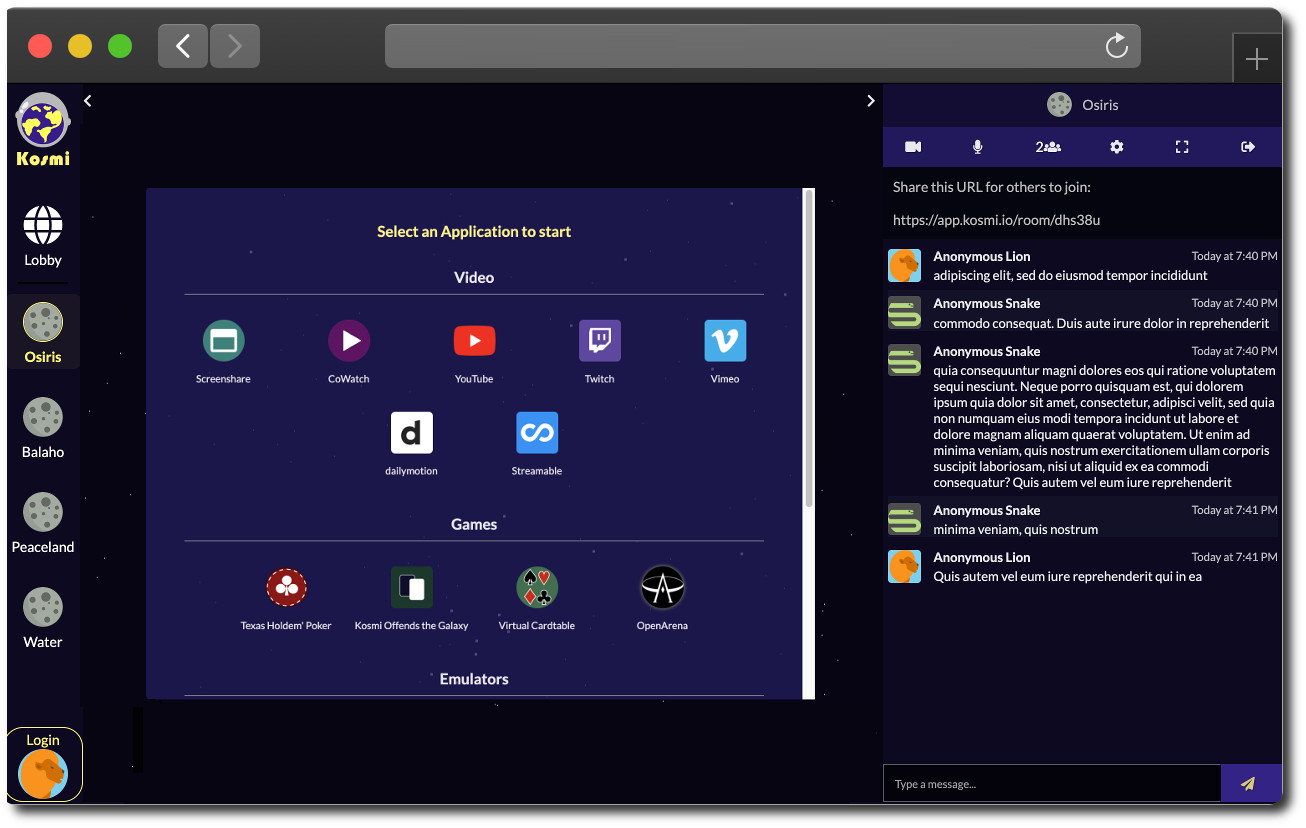 Kosmi
Lobby
Osiris
Balaho
Peaceland
Water
Login
Select an Application to start
Video
Screenshare
CoWatch
YouTube
Twitch
Vimeo
d
dailymotion
Streamable
Games
Texas Holdem' Poker
Kosmi Offends the Galaxy
Virtual Cardtable
OpenArena
Emulators
Osiris
2
Share this URL for others to join:
https://app.kosmi.io/room/dhs38u
Anonymous Lion Today at 7:40 PM
adipiscing elit, sed do eiusmod tempor incididunt
Anonymous Snake Today at 7:40 PM
commodo consequat. Duis aute irure dolor in reprehenderit
Anonymous Snake Today at 7:40 PM
quia consequuntur magni dolores eos qui ratione voluptatem
sequi nesciunt. Neque porro quisquam est, qui dolorem
ipsum quia dolor sit amet, consectetur, adipisci velit, sed quia
non numquam eius modi tempora incidunt ut labore et
dolore magnam aliquam quaerat voluptatem. Ut enim ad
minima veniam, quis nostrum exercitationem ullam corporis
suscipit laboriosam, nisi ut aliquid ex ea commodi
consequatur? Quis autem vel eum iure reprehenderit
Anonymous Snake Today at 7:41 PM
minima veniam, quis nostrum
Anonymous Lion Today at 7:41 PM
Quis autem vel eum iure reprehenderit qui in ea
Type a message...